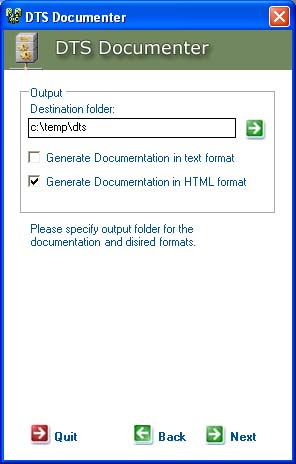 DTS Documenter
DTS Documenter
Output
Destination folder:
c:\temp\dts
Generate Documerntation in text format
Generate Documerntation in HTML format
Please specify output folder for the
documentation and disired formats.
Quit
Back
Next